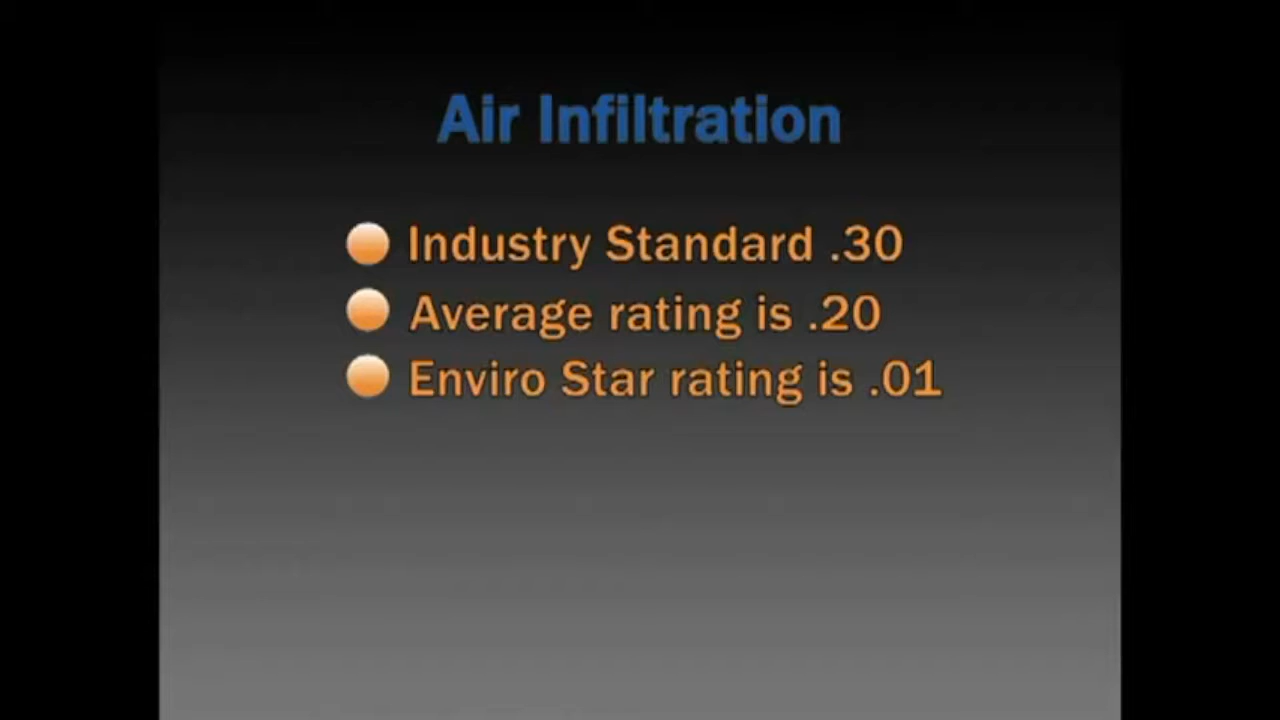 Air Infiltration
Industry Standard .30
Average rating is .20
Enviro Star rating is .01